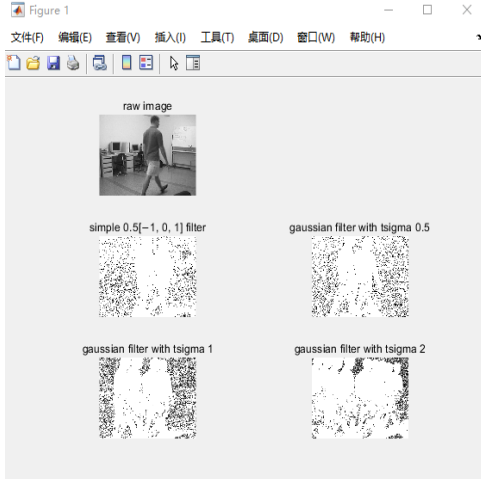 Figure 1
文件(F) 编辑(E) 查看(V) 插入(I) 工具(T) 桌面(D) 窗口(W) 帮助(H)
raw image
simple 0.5[−1, 0, 1] filter
gaussian filter with tsigma 0.5
gaussian filter with tsigma 1
gaussian filter with tsigma 2